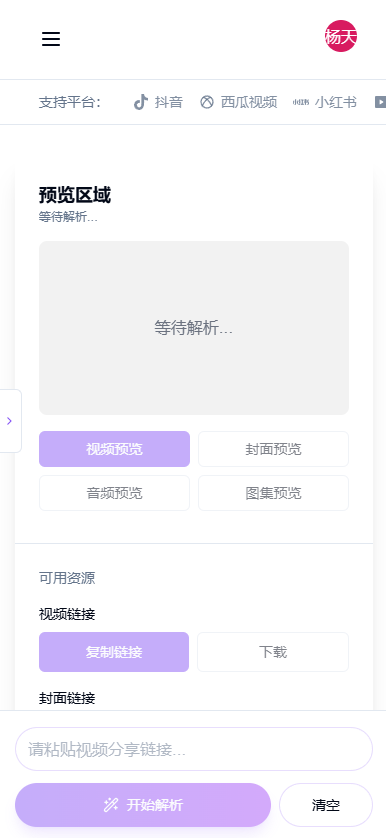 杨天
支持平台： 抖音 西瓜视频 小红书
预览区域
等待解析...
等待解析...
视频预览 封面预览
音频预览 图集预览
可用资源
视频链接
复制链接 下载
封面链接
请粘贴视频分享链接...
开始解析 清空